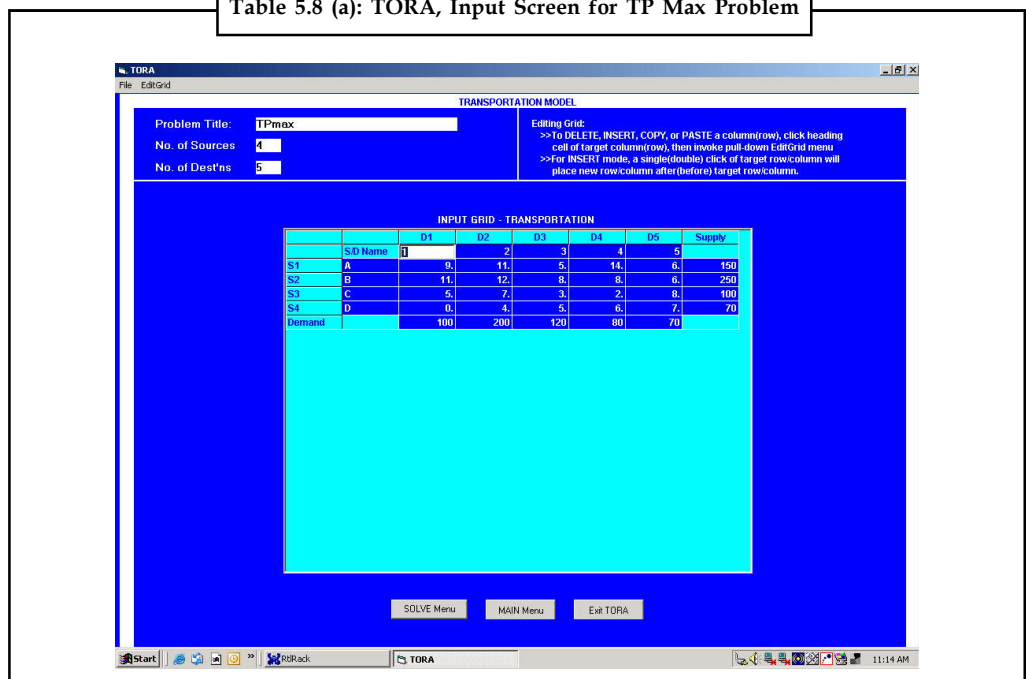 Table 5.8 (a): TORA, Input Screen for TP Max Problem
TORA
File EditGrid
TRANSPORTATION MODEL
Problem Title: TPmax
No. of Sources 4
No. of Dest'ns 5
Editing Grid:
>>To DELETE, INSERT, COPY, or PASTE a column(row), click heading
cell of target column(row), then invoke pull-down EditGrid menu
>>For INSERT mode, a single(double) click of target row/column will
place new row/column after(before) target row/column.
INPUT GRID - TRANSPORTATION
D1 D2 D3 D4 D5 Supply
S/D Name 1 2 3 4 5
S1 A 9. 11. 5. 14. 6. 150
S2 B 11. 12. 8. 8. 6. 250
S3 C 5. 7. 3. 2. 8. 100
S4 D 0. 4. 5. 6. 7. 70
Demand 100 200 120 80 70
SOLVE Menu MAIN Menu Exit TORA
Start » RtlRack TORA 11:14 AM